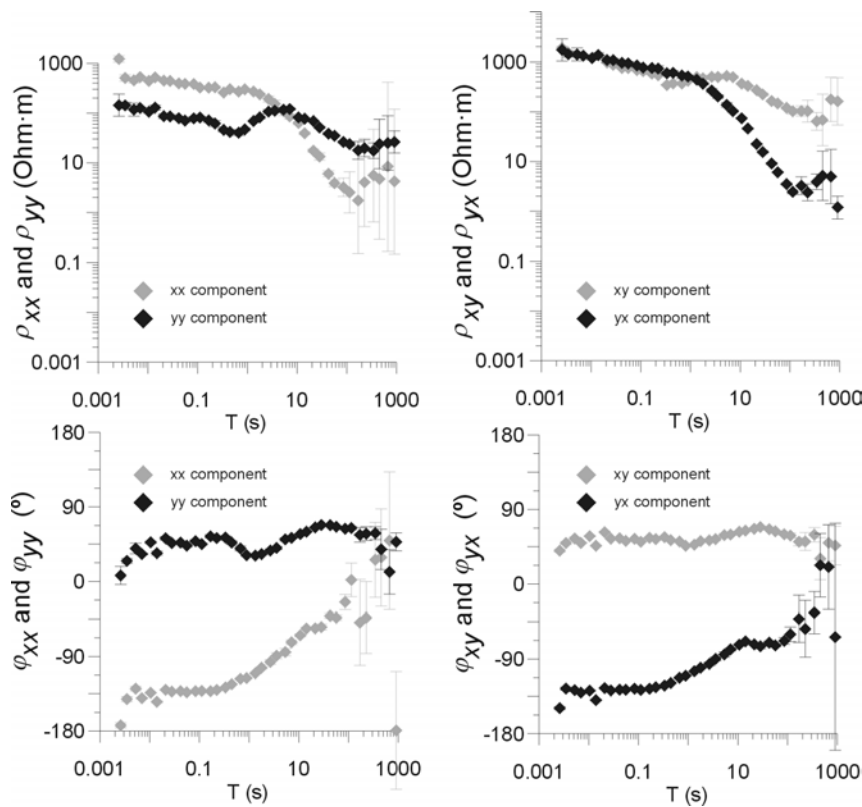 ρxx and ρyy (Ohm·m)
1000
10
0.1
0.001
xx component
yy component
0.001 0.1 10 1000
T (s)
ρxy and ρyx (Ohm·m)
1000
10
0.1
0.001
xy component
yx component
0.001 0.1 10 1000
T (s)
φxx and φyy (º)
180
90
0
-90
-180
xx component
yy component
0.001 0.1 10 1000
T (s)
φxy and φyx (º)
180
90
0
-90
-180
xy component
yx component
0.001 0.1 10 1000
T (s)